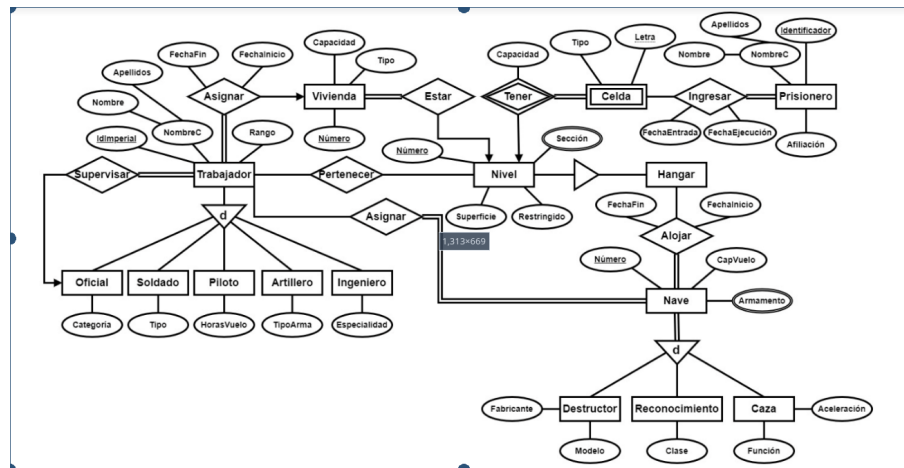 Apellidos
Identificador
Capacidad
Tipo
Letra
FechaFin
FechaInicio
Capacidad
Nombre
NombreC
Apellidos
Tipo
Asignar
Vivienda
Estar
Tener
Celda
Ingresar
Prisionero
Nombre
NombreC
Rango
Número
Sección
FechaEntrada
FechaEjecución
Afiliación
IdImperial
Número
Supervisar
Trabajador
Pertenecer
Nivel
Hangar
Superficie
Restringido
FechaFin
FechaInicio
d
Asignar
1,313×669
Alojar
Número
CapVuelo
Oficial
Soldado
Piloto
Artillero
Ingeniero
Nave
Armamento
Categoría
Tipo
HorasVuelo
TipoArma
Especialidad
d
Fabricante
Destructor
Reconocimiento
Caza
Aceleración
Modelo
Clase
Función